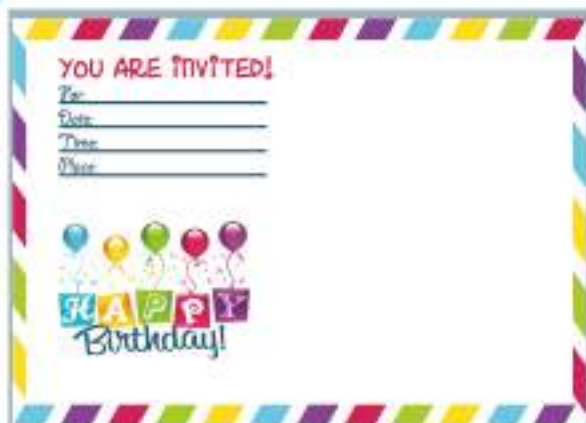 YOU ARE INVITED!
For:
Date:
Time:
Place:
HAPPY
Birthday!